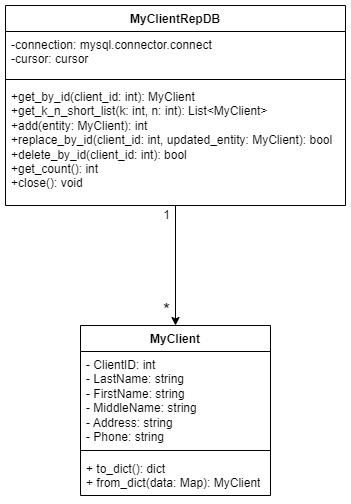 MyClientRepDB
-connection: mysql.connector.connect
-cursor: cursor
+get_by_id(client_id: int): MyClient
+get_k_n_short_list(k: int, n: int): List<MyClient>
+add(entity: MyClient): int
+replace_by_id(client_id: int, updated_entity: MyClient): bool
+delete_by_id(client_id: int): bool
+get_count(): int
+close(): void
1
*
MyClient
- ClientID: int
- LastName: string
- FirstName: string
- MiddleName: string
- Address: string
- Phone: string
+ to_dict(): dict
+ from_dict(data: Map): MyClient